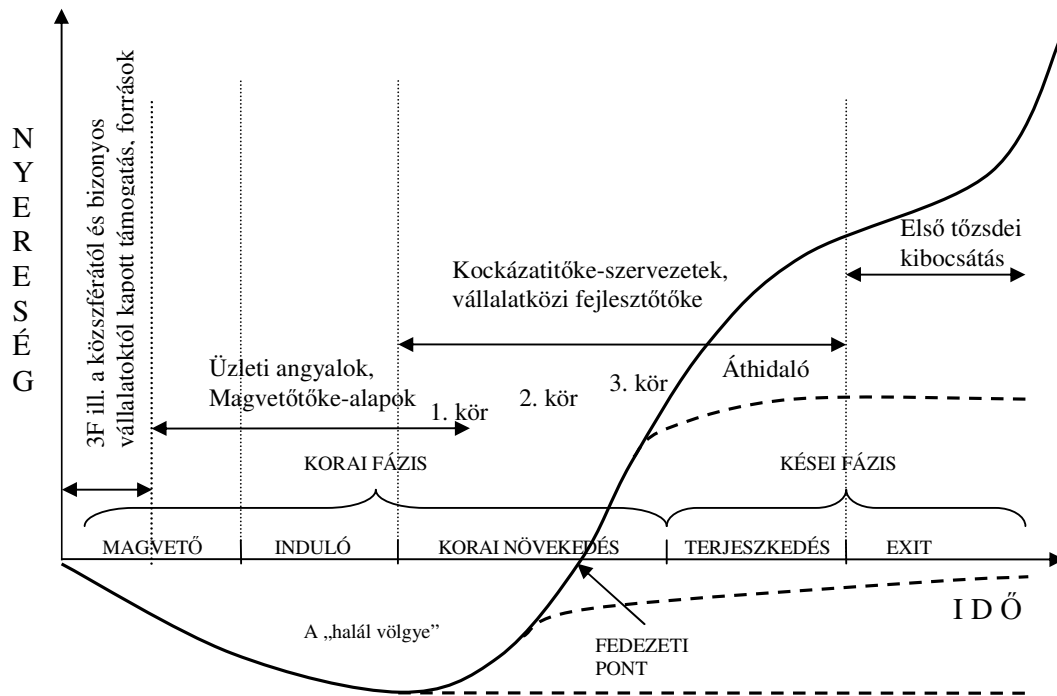 NYERESÉG
3F ill. a közszférától és bizonyos
vállalatoktól kapott támogatás, források
Első tőzsdei
kibocsátás
Kockázatitőke-szervezetek,
vállalatközi fejlesztőtőke
Üzleti angyalok,
Magvetőtőke-alapok
1. kör
2. kör
3. kör
Áthidaló
KORAI FÁZIS
KÉSEI FÁZIS
MAGVETŐ
INDULÓ
KORAI NÖVEKEDÉS
TERJESZKEDÉS
EXIT
IDŐ
A „halál völgye”
FEDEZETI
PONT